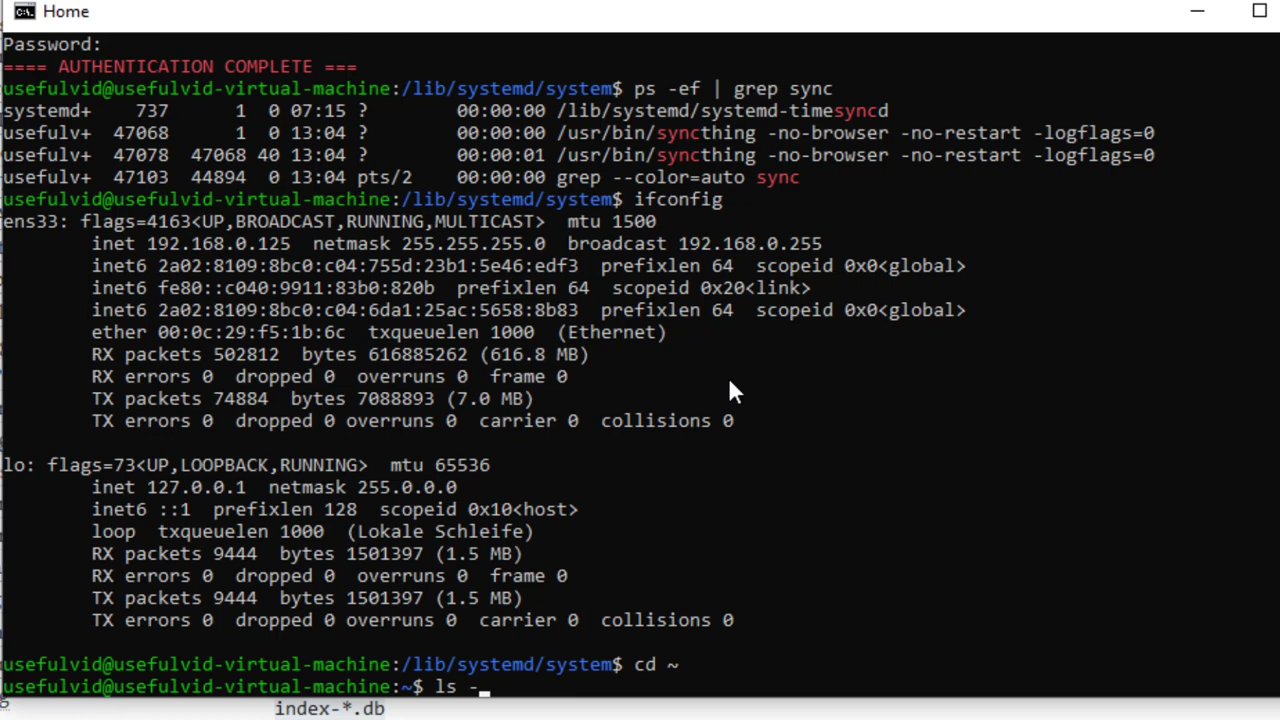 Home
Password:
==== AUTHENTICATION COMPLETE ===
usefulvid@usefulvid-virtual-machine:/lib/systemd/system$ ps -ef | grep sync
systemd+     737       1  0 07:15 ?        00:00:00 /lib/systemd/systemd-timesyncd
usefulv+   47068       1  0 13:04 ?        00:00:00 /usr/bin/syncthing -no-browser -no-restart -logflags=0
usefulv+   47078   47068 40 13:04 ?        00:00:01 /usr/bin/syncthing -no-browser -no-restart -logflags=0
usefulv+   47103   44894  0 13:04 pts/2    00:00:00 grep --color=auto sync
usefulvid@usefulvid-virtual-machine:/lib/systemd/system$ ifconfig
ens33: flags=4163<UP,BROADCAST,RUNNING,MULTICAST>  mtu 1500
        inet 192.168.0.125  netmask 255.255.255.0  broadcast 192.168.0.255
        inet6 2a02:8109:8bc0:c04:755d:23b1:5e46:edf3  prefixlen 64  scopeid 0x0<global>
        inet6 fe80::c040:9911:83b0:820b  prefixlen 64  scopeid 0x20<link>
        inet6 2a02:8109:8bc0:c04:6da1:25ac:5658:8b83  prefixlen 64  scopeid 0x0<global>
        ether 00:0c:29:f5:1b:6c  txqueuelen 1000  (Ethernet)
        RX packets 502812  bytes 616885262 (616.8 MB)
        RX errors 0  dropped 0  overruns 0  frame 0
        TX packets 74884  bytes 7088893 (7.0 MB)
        TX errors 0  dropped 0 overruns 0  carrier 0  collisions 0
lo: flags=73<UP,LOOPBACK,RUNNING>  mtu 65536
        inet 127.0.0.1  netmask 255.0.0.0
        inet6 ::1  prefixlen 128  scopeid 0x10<host>
        loop  txqueuelen 1000  (Lokale Schleife)
        RX packets 9444  bytes 1501397 (1.5 MB)
        RX errors 0  dropped 0  overruns 0  frame 0
        TX packets 9444  bytes 1501397 (1.5 MB)
        TX errors 0  dropped 0 overruns 0  carrier 0  collisions 0
usefulvid@usefulvid-virtual-machine:/lib/systemd/system$ cd ~
usefulvid@usefulvid-virtual-machine:~$ ls -
index-*.db